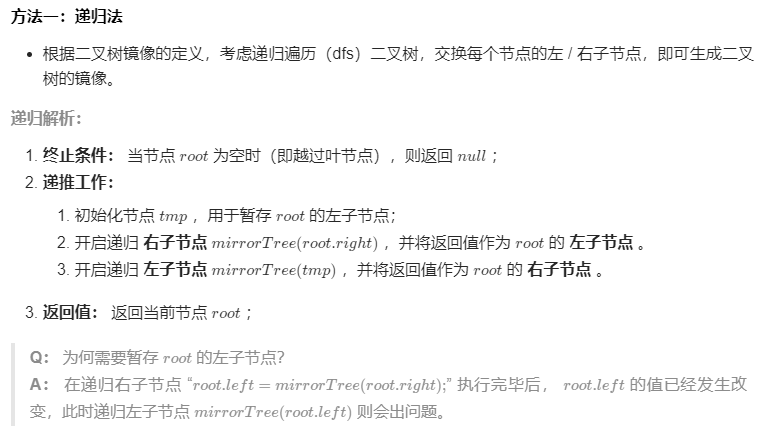 方法一：递归法
• 根据二叉树镜像的定义，考虑递归遍历（dfs）二叉树，交换每个节点的左 / 右子节点，即可生成二叉
树的镜像。
递归解析：
1. 终止条件： 当节点 root 为空时（即越过叶节点），则返回 null ；
2. 递推工作：
1. 初始化节点 tmp ，用于暂存 root 的左子节点；
2. 开启递归 右子节点 mirrorTree(root.right) ，并将返回值作为 root 的 左子节点 。
3. 开启递归 左子节点 mirrorTree(tmp) ，并将返回值作为 root 的 右子节点 。
3. 返回值： 返回当前节点 root ；
Q： 为何需要暂存 root 的左子节点？
A： 在递归右子节点 “root.left = mirrorTree(root.right);” 执行完毕后， root.left 的值已经发生改
变，此时递归左子节点 mirrorTree(root.left) 则会出问题。